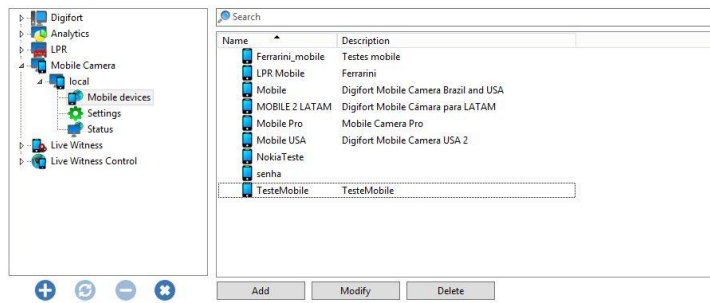 Digifort
Analytics
LPR
Mobile Camera
local
Mobile devices
Settings
Status
Live Witness
Live Witness Control
Search
Name Description
Ferrarini_mobile Testes mobile
LPR Mobile Ferrarini
Mobile Digifort Mobile Camera Brazil and USA
MOBILE 2 LATAM Digifort Mobile Cámara para LATAM
Mobile Pro Mobile Camera Pro
Mobile USA Digifort Mobile Camera USA 2
NokiaTeste
senha
TesteMobile TesteMobile
Add Modify Delete